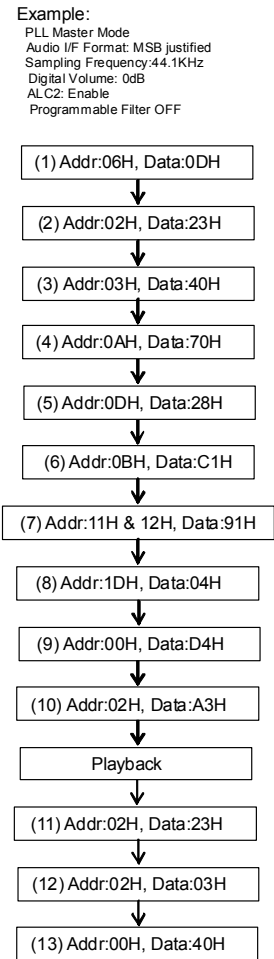 Example:
PLL Master Mode
Audio I/F Format: MSB justified
Sampling Frequency:44.1KHz
Digital Volume: 0dB
ALC2: Enable
Programmable Filter OFF
(1) Addr:06H, Data:0DH
(2) Addr:02H, Data:23H
(3) Addr:03H, Data:40H
(4) Addr:0AH, Data:70H
(5) Addr:0DH, Data:28H
(6) Addr:0BH, Data:C1H
(7) Addr:11H & 12H, Data:91H
(8) Addr:1DH, Data:04H
(9) Addr:00H, Data:D4H
(10) Addr:02H, Data:A3H
Playback
(11) Addr:02H, Data:23H
(12) Addr:02H, Data:03H
(13) Addr:00H, Data:40H